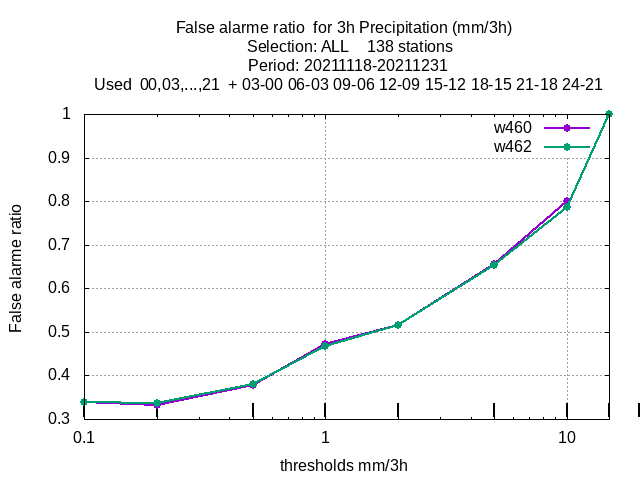 False alarme ratio  for 3h Precipitation (mm/3h)
Selection: ALL    138 stations
Period: 20211118-20211231
Used  00,03,...,21  + 03-00 06-03 09-06 12-09 15-12 18-15 21-18 24-21
w460
w462
1
0.9
0.8
0.7
0.6
0.5
0.4
0.3
False alarme ratio
0.1
1
10
thresholds mm/3h